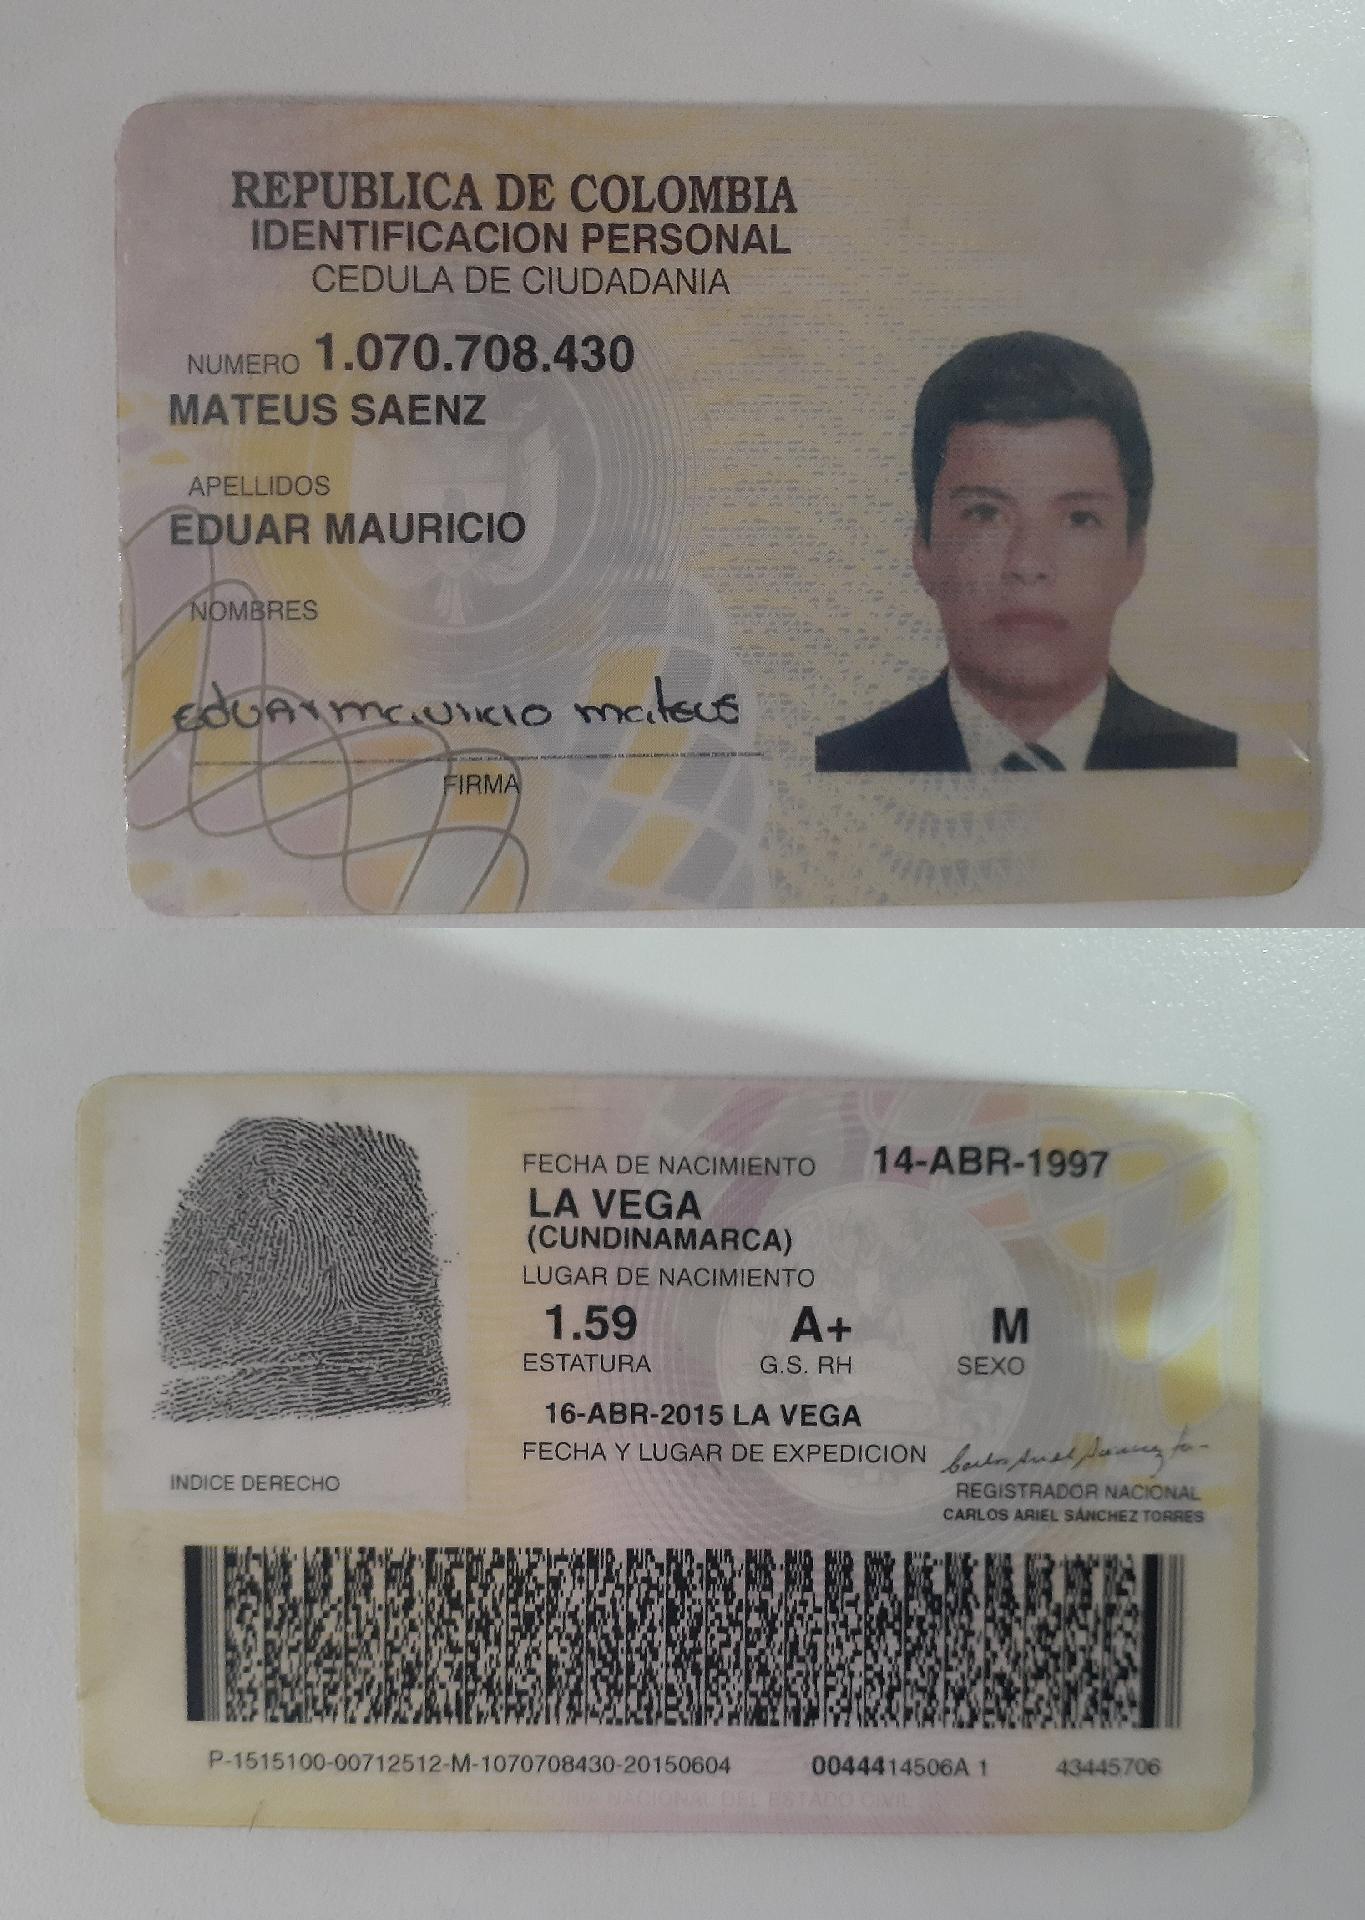 REPUBLICA DE COLOMBIA
IDENTIFICACION PERSONAL
CEDULA DE CIUDADANIA
NUMERO 1.070.708.430
MATEUS SAENZ
APELLIDOS
EDUAR MAURICIO
NOMBRES
eduar mauricio mateus
FIRMA
FECHA DE NACIMIENTO 14-ABR-1997
LA VEGA
(CUNDINAMARCA)
LUGAR DE NACIMIENTO
1.59 A+ M
ESTATURA G.S. RH SEXO
16-ABR-2015 LA VEGA
FECHA Y LUGAR DE EXPEDICION
INDICE DERECHO
REGISTRADOR NACIONAL
CARLOS ARIEL SÁNCHEZ TORRES
P-1515100-00712512-M-1070708430-20150604 0044414506A 1 43445706
REGISTRADURIA NACIONAL DEL ESTADO CIVIL